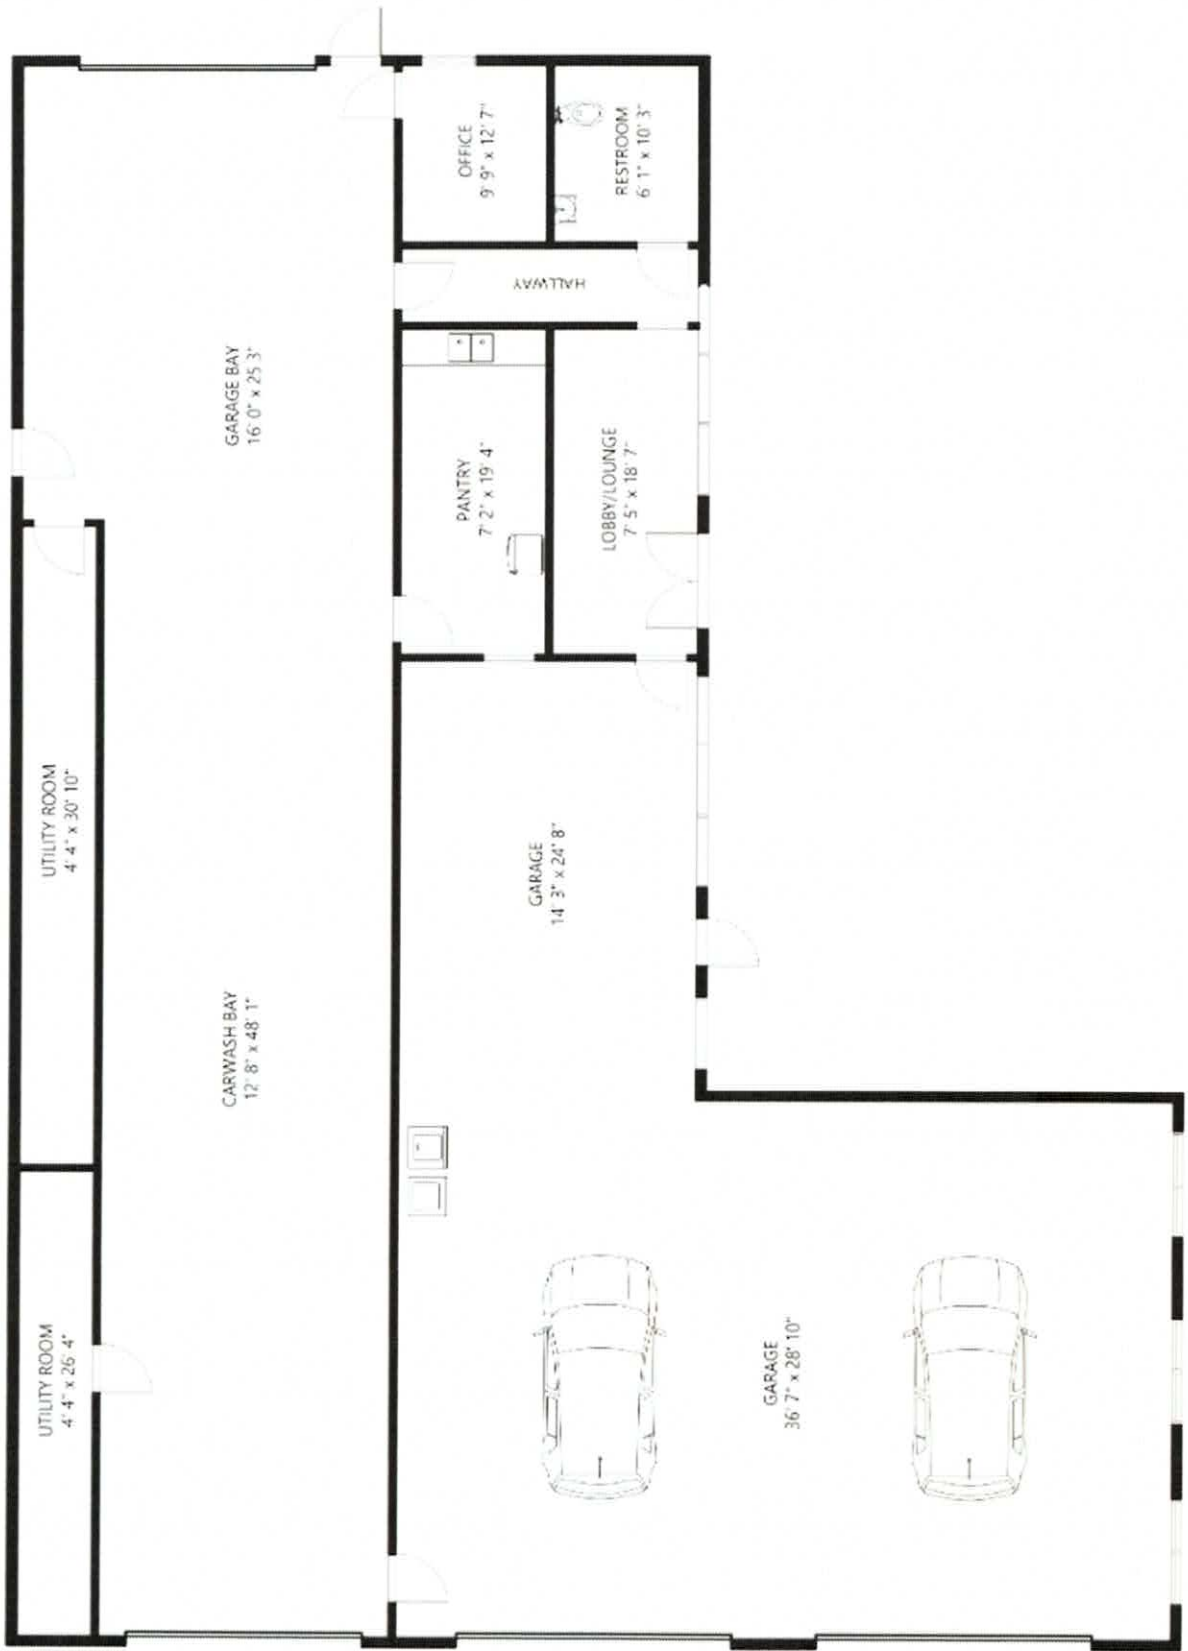 OFFICE
9' 9" x 12' 7"
RESTROOM
6' 1" x 10' 3"
HALLWAY
GARAGE BAY
16' 0" x 25' 3"
PANTRY
7' 2" x 19' 4"
LOBBY/LOUNGE
7' 5" x 18' 7"
UTILITY ROOM
4' 4" x 30' 10"
GARAGE
14' 3" x 24' 8"
CARWASH BAY
12' 8" x 48' 1"
UTILITY ROOM
4' 4" x 26' 4"
GARAGE
36' 7" x 28' 10"